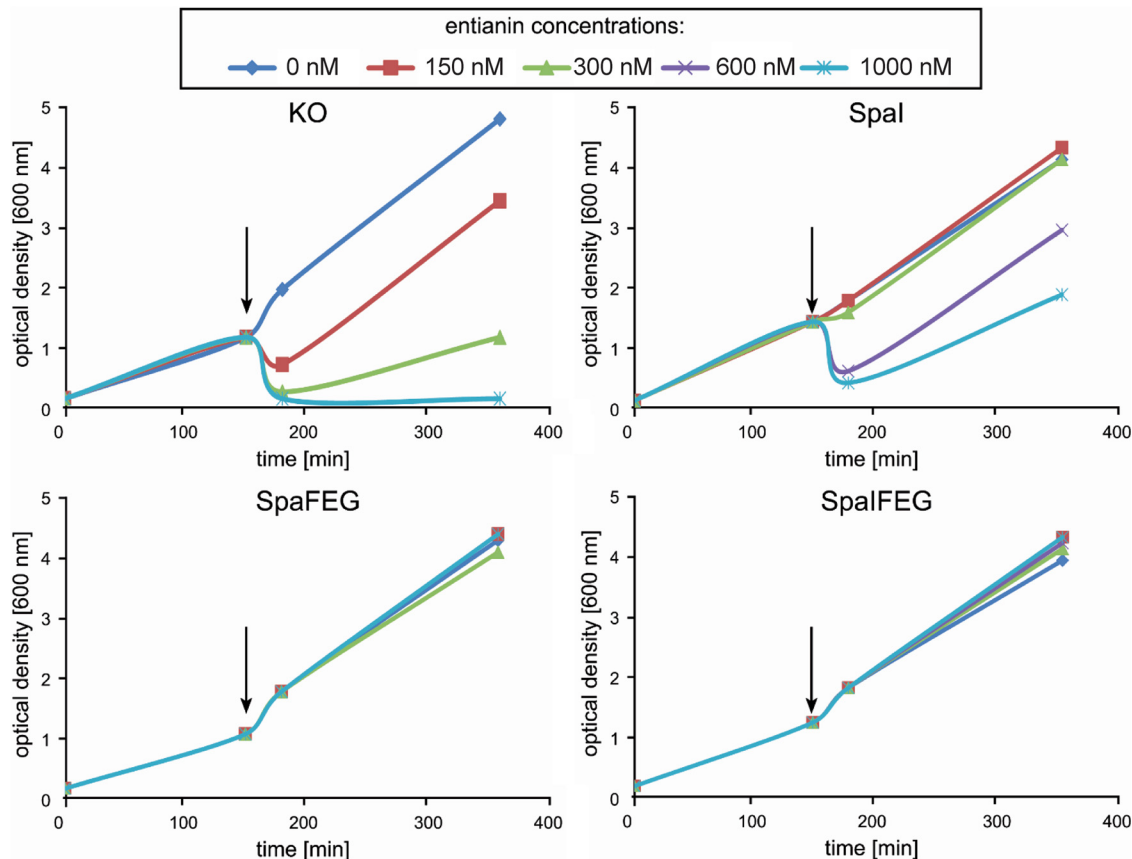 entianin concentrations:
0 nM 150 nM 300 nM 600 nM 1000 nM
KO
optical density [600 nm]
5
4
3
2
1
0
0 100 200 300 400
time [min]
SpaI
optical density [600 nm]
5
4
3
2
1
0
0 100 200 300 400
time [min]
SpaFEG
optical density [600 nm]
5
4
3
2
1
0
0 100 200 300 400
time [min]
SpaIFEG
optical density [600 nm]
5
4
3
2
1
0
0 100 200 300 400
time [min]